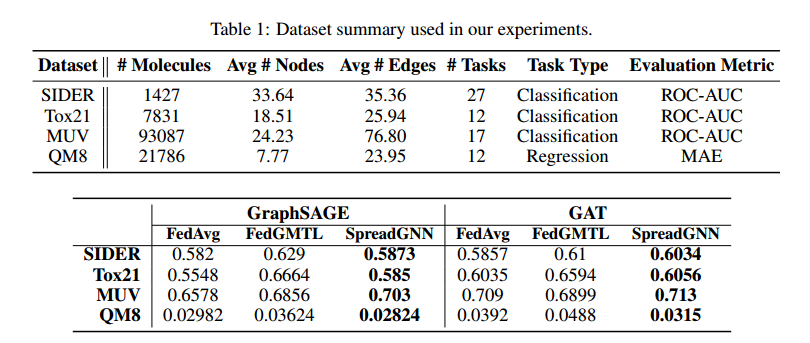 Table 1: Dataset summary used in our experiments.
Dataset # Molecules Avg # Nodes Avg # Edges # Tasks Task Type Evaluation Metric
SIDER 1427 33.64 35.36 27 Classification ROC-AUC
Tox21 7831 18.51 25.94 12 Classification ROC-AUC
MUV 93087 24.23 76.80 17 Classification ROC-AUC
QM8 21786 7.77 23.95 12 Regression MAE
GraphSAGE GAT
FedAvg FedGMTL SpreadGNN FedAvg FedGMTL SpreadGNN
SIDER 0.582 0.629 0.5873 0.5857 0.61 0.6034
Tox21 0.5548 0.6664 0.585 0.6035 0.6594 0.6056
MUV 0.6578 0.6856 0.703 0.709 0.6899 0.713
QM8 0.02982 0.03624 0.02824 0.0392 0.0488 0.0315